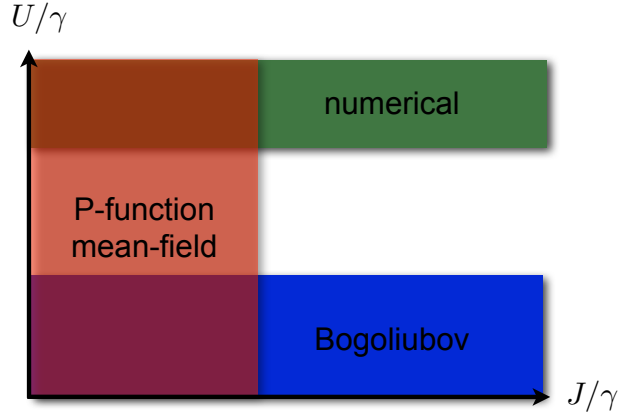 U/γ
numerical
P-function
mean-field
Bogoliubov
J/γ